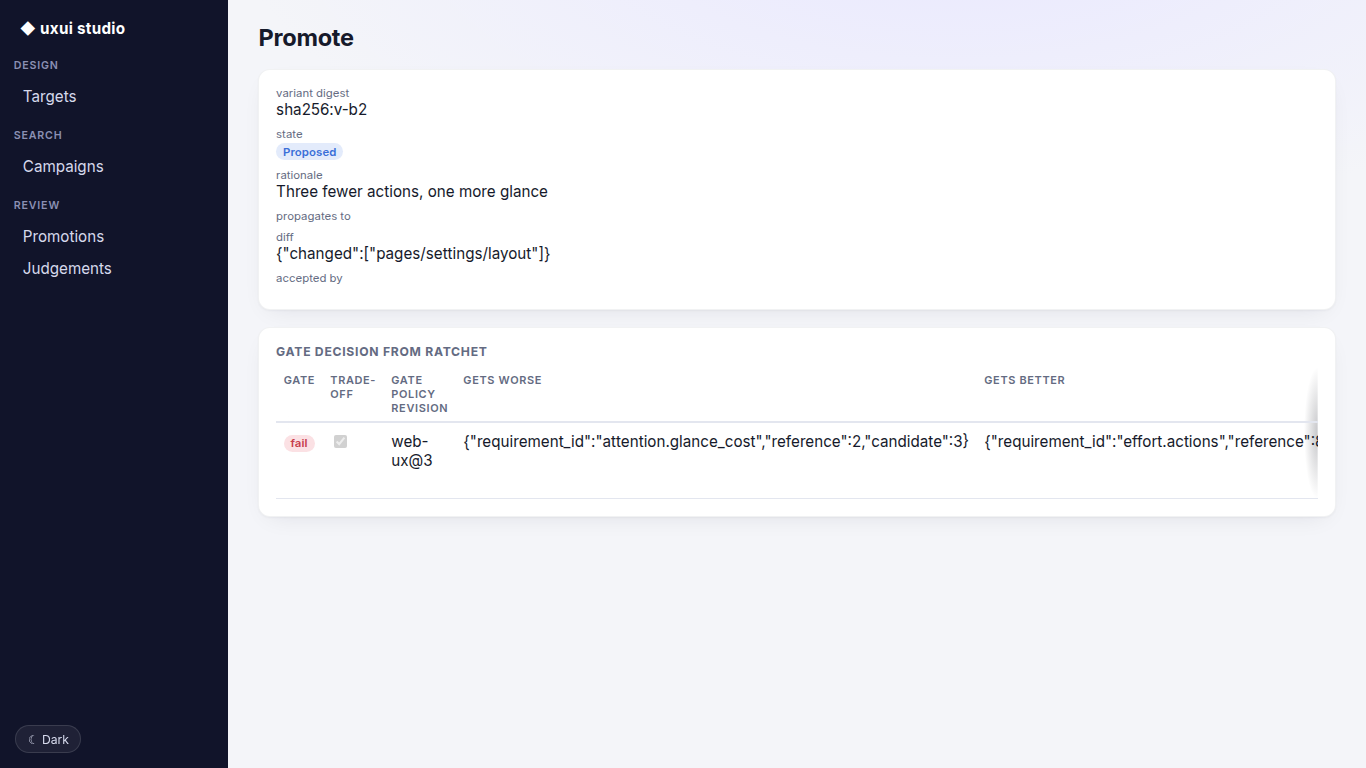 ◆ uxui studio
DESIGN
Targets
SEARCH
Campaigns
REVIEW
Promotions
Judgements
☾ Dark
Promote
variant digest
sha256:v-b2
state
Proposed
rationale
Three fewer actions, one more glance
propagates to
diff
{"changed":["pages/settings/layout"]}
accepted by
GATE DECISION FROM RATCHET
GATE
TRADE-
OFF
GATE
POLICY
REVISION
GETS WORSE
GETS BETTER
fail
web-
ux@3
{"requirement_id":"attention.glance_cost","reference":2,"candidate":3}
{"requirement_id":"effort.actions","reference":